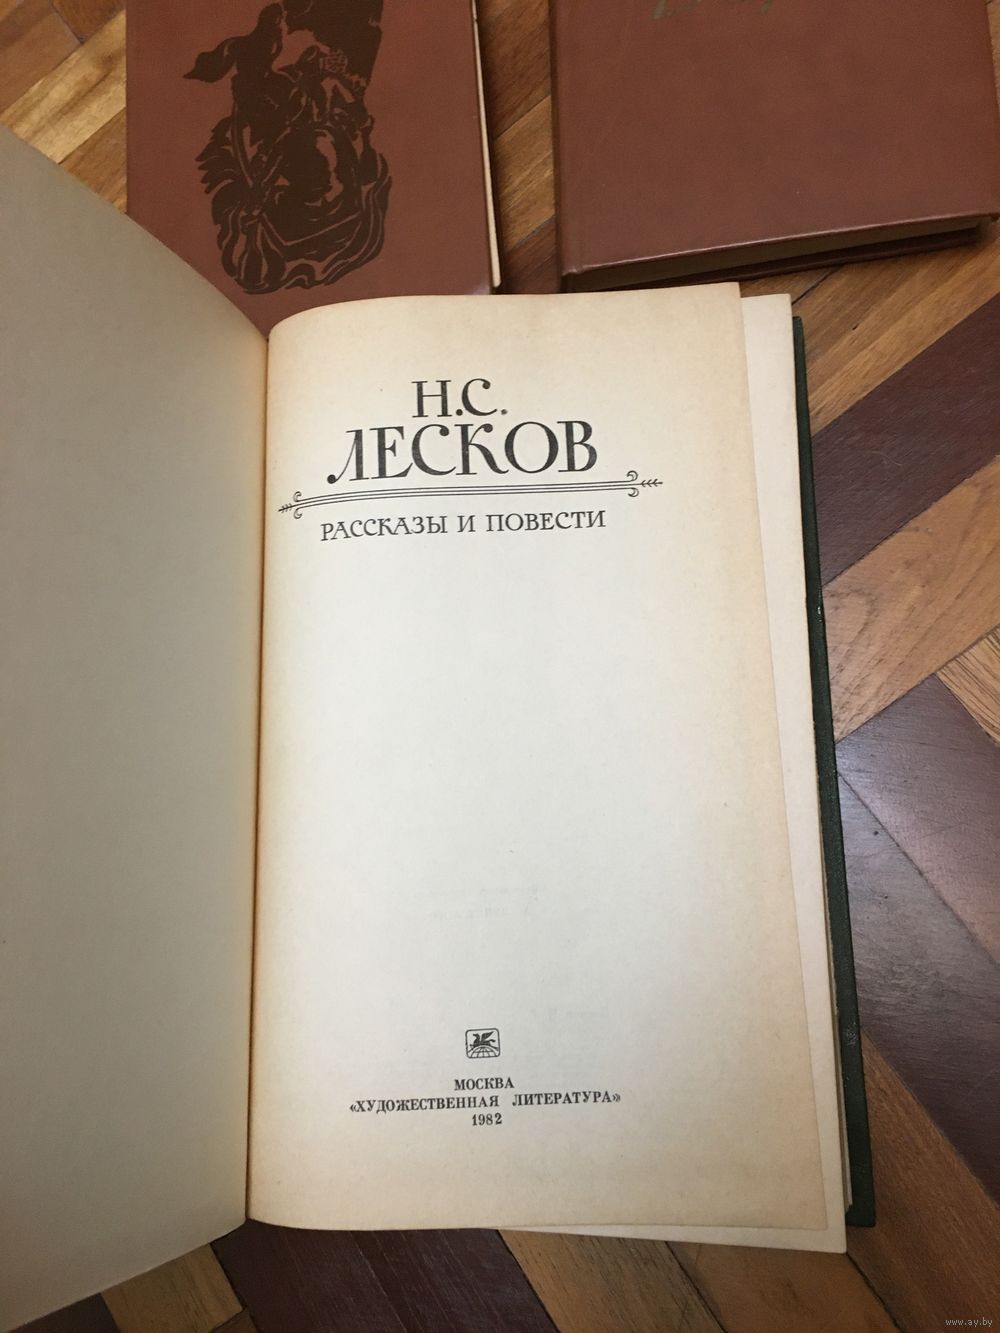 Н.С.
ЛЕСКОВ
РАССКАЗЫ И ПОВЕСТИ
МОСКВА
«ХУДОЖЕСТВЕННАЯ ЛИТЕРАТУРА»
1982
www.ay.by